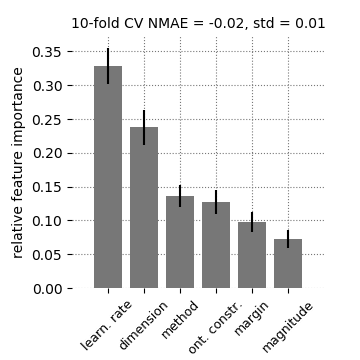 10-fold CV NMAE = -0.02, std = 0.01
relative feature importance
0.35
0.30
0.25
0.20
0.15
0.10
0.05
0.00
learn. rate
dimension
method
ont. constr.
margin
magnitude